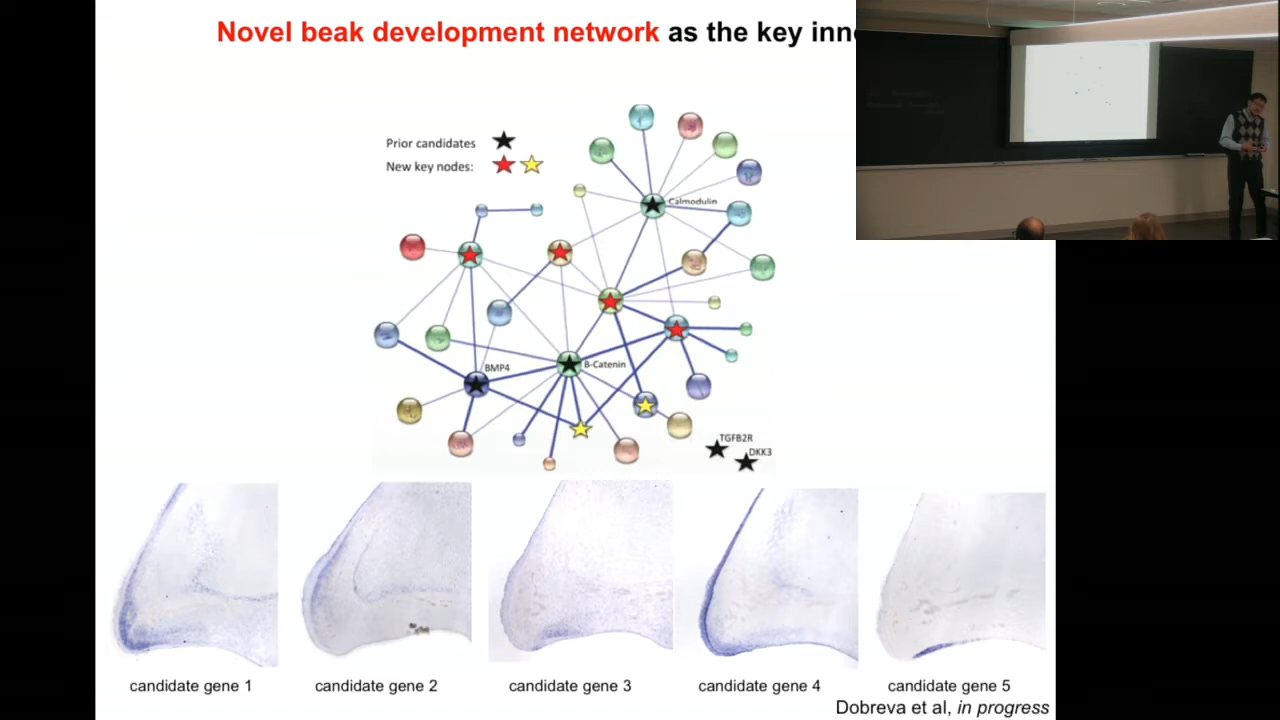 Novel beak development network as the key inn
Prior candidates
New key nodes:
Calmodulin
BMP4
B-Catenin
TGFB2R
DKK3
candidate gene 1
candidate gene 2
candidate gene 3
candidate gene 4
candidate gene 5
Dobreva et al, in progress